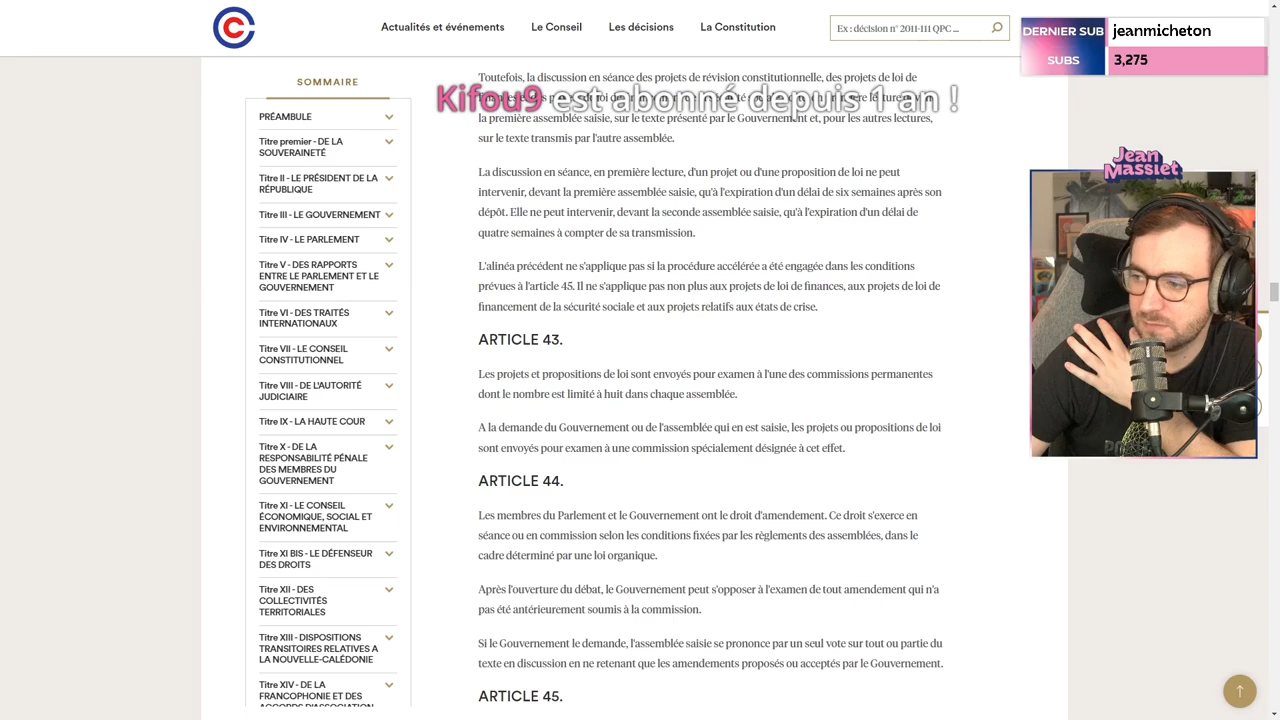 Actualités et événements
Le Conseil
Les décisions
La Constitution
Ex : décision n° 2011-111 QPC ...
DERNIER SUB
jeanmicheton
SUBS
3,275
SOMMAIRE
PRÉAMBULE
Titre premier - DE LA
SOUVERAINETÉ
Titre II - LE PRÉSIDENT DE LA
RÉPUBLIQUE
Titre III - LE GOUVERNEMENT
Titre IV - LE PARLEMENT
Titre V - DES RAPPORTS
ENTRE LE PARLEMENT ET LE
GOUVERNEMENT
Titre VI - DES TRAITÉS
INTERNATIONAUX
Titre VII - LE CONSEIL
CONSTITUTIONNEL
Titre VIII - DE L'AUTORITÉ
JUDICIAIRE
Titre IX - LA HAUTE COUR
Titre X - DE LA
RESPONSABILITÉ PÉNALE
DES MEMBRES DU
GOUVERNEMENT
Titre XI - LE CONSEIL
ÉCONOMIQUE, SOCIAL ET
ENVIRONNEMENTAL
Titre XI BIS - LE DÉFENSEUR
DES DROITS
Titre XII - DES
COLLECTIVITÉS
TERRITORIALES
Titre XIII - DISPOSITIONS
TRANSITOIRES RELATIVES A
LA NOUVELLE-CALÉDONIE
Titre XIV - DE LA
FRANCOPHONIE ET DES
ACCORDS D'ASSOCIATION
Toutefois, la discussion en séance des projets de révision constitutionnelle, des projets de loi de
Kifou9 est abonné depuis 1 an !
la première assemblée saisie, sur le texte présenté par le Gouvernement et, pour les autres lectures,
sur le texte transmis par l'autre assemblée.
La discussion en séance, en première lecture, d'un projet ou d'une proposition de loi ne peut
intervenir, devant la première assemblée saisie, qu'à l'expiration d'un délai de six semaines après son
dépôt. Elle ne peut intervenir, devant la seconde assemblée saisie, qu'à l'expiration d'un délai de
quatre semaines à compter de sa transmission.
L'alinéa précédent ne s'applique pas si la procédure accélérée a été engagée dans les conditions
prévues à l'article 45. Il ne s'applique pas non plus aux projets de loi de finances, aux projets de loi de
financement de la sécurité sociale et aux projets relatifs aux états de crise.
ARTICLE 43.
Les projets et propositions de loi sont envoyés pour examen à l'une des commissions permanentes
dont le nombre est limité à huit dans chaque assemblée.
A la demande du Gouvernement ou de l'assemblée qui en est saisie, les projets ou propositions de loi
sont envoyés pour examen à une commission spécialement désignée à cet effet.
ARTICLE 44.
Les membres du Parlement et le Gouvernement ont le droit d'amendement. Ce droit s'exerce en
séance ou en commission selon les conditions fixées par les règlements des assemblées, dans le
cadre déterminé par une loi organique.
Après l'ouverture du débat, le Gouvernement peut s'opposer à l'examen de tout amendement qui n'a
pas été antérieurement soumis à la commission.
Si le Gouvernement le demande, l'assemblée saisie se prononce par un seul vote sur tout ou partie du
texte en discussion en ne retenant que les amendements proposés ou acceptés par le Gouvernement.
ARTICLE 45.
Jean
Massiet